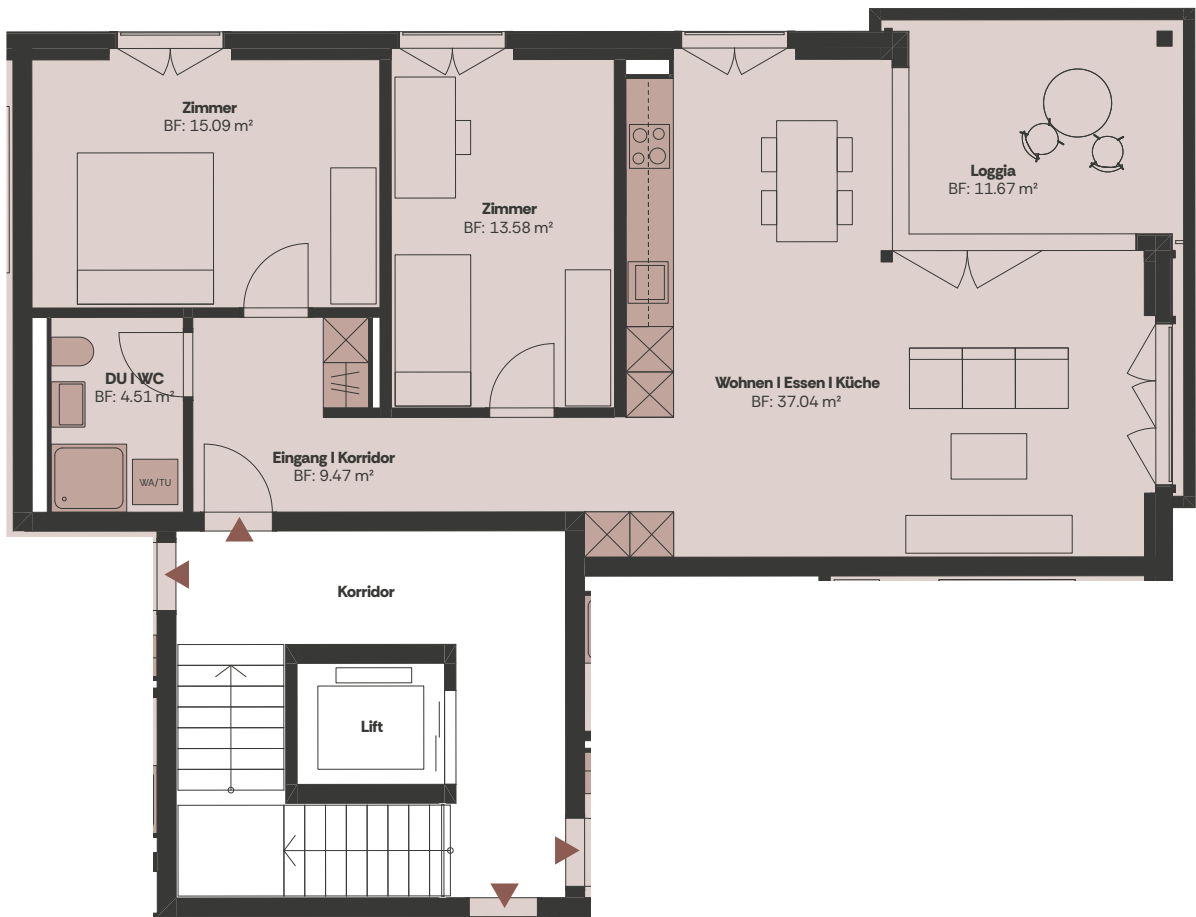 Zimmer
BF: 15.09 m²
Zimmer
BF: 13.58 m²
Loggia
BF: 11.67 m²
DU I WC
BF: 4.51 m²
WA/TU
Eingang I Korridor
BF: 9.47 m²
Wohnen I Essen I Küche
BF: 37.04 m²
Korridor
Lift